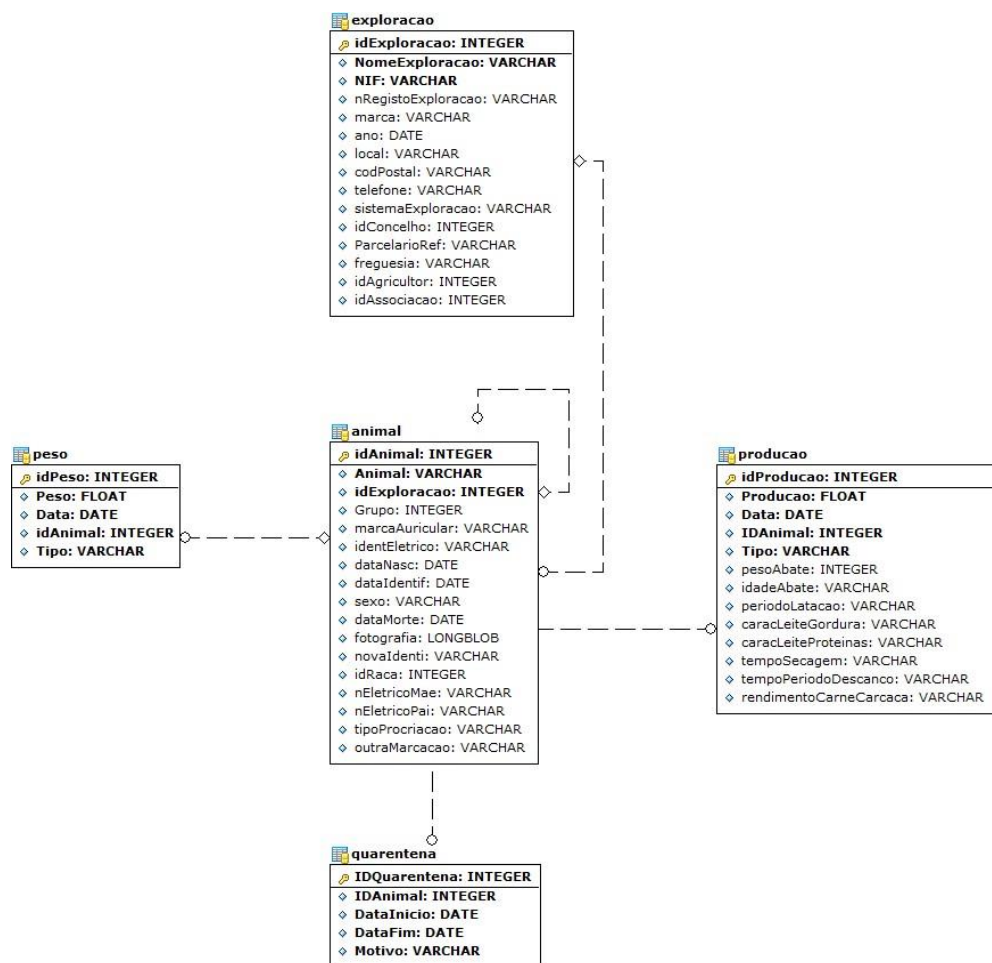 exploracao
idExploracao: INTEGER
NomeExploracao: VARCHAR
NIF: VARCHAR
nRegistoExploracao: VARCHAR
marca: VARCHAR
ano: DATE
local: VARCHAR
codPostal: VARCHAR
telefone: VARCHAR
sistemaExploracao: VARCHAR
idConcelho: INTEGER
ParcelarioRef: VARCHAR
freguesia: VARCHAR
idAgricultor: INTEGER
idAssociacao: INTEGER
peso
idPeso: INTEGER
Peso: FLOAT
Data: DATE
idAnimal: INTEGER
Tipo: VARCHAR
animal
idAnimal: INTEGER
Animal: VARCHAR
idExploracao: INTEGER
Grupo: INTEGER
marcaAuricular: VARCHAR
identEletrico: VARCHAR
dataNasc: DATE
dataIdentif: DATE
sexo: VARCHAR
dataMorte: DATE
fotografia: LONGBLOB
novaIdenti: VARCHAR
idRaca: INTEGER
nEletricoMae: VARCHAR
nEletricoPai: VARCHAR
tipoProcriacao: VARCHAR
outraMarcacao: VARCHAR
producao
idProducao: INTEGER
Producao: FLOAT
Data: DATE
IDAnimal: INTEGER
Tipo: VARCHAR
pesoAbate: INTEGER
idadeAbate: VARCHAR
periodoLatacao: VARCHAR
caracLeiteGordura: VARCHAR
caracLeiteProteinas: VARCHAR
tempoSecagem: VARCHAR
tempoPeriodoDescanco: VARCHAR
rendimentoCarneCarcaca: VARCHAR
quarentena
IDQuarentena: INTEGER
IDAnimal: INTEGER
DataInicio: DATE
DataFim: DATE
Motivo: VARCHAR